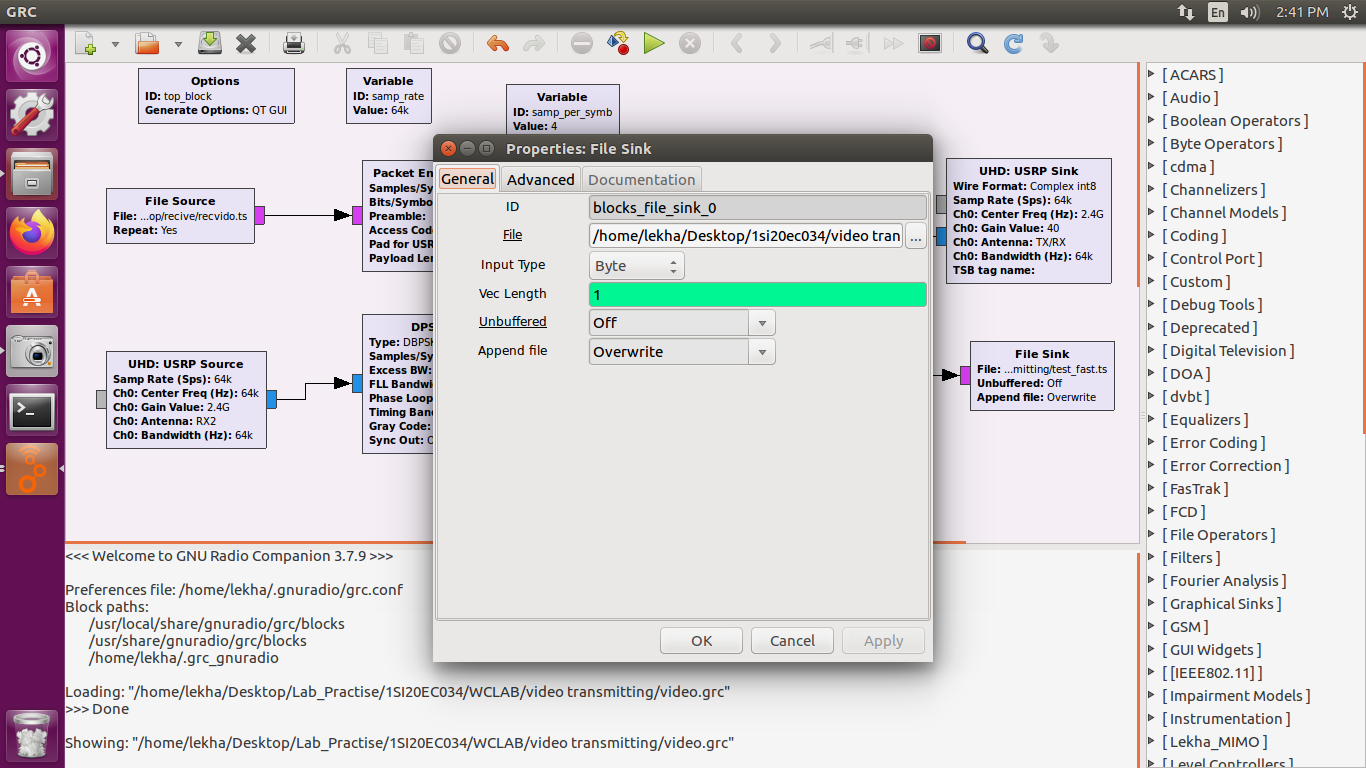 GRC
En
2:41 PM
Options
ID: top_block
Generate Options: QT GUI
Variable
ID: samp_rate
Value: 64k
Variable
ID: samp_per_symb
Value: 4
File Source
File: ...op/recive/recvido.ts
Repeat: Yes
Packet En
Samples/Sy
Bits/Symbo
Preamble:
Access Code
Pad for USR
Payload Len
UHD: USRP Sink
Wire Format: Complex int8
Samp Rate (Sps): 64k
Ch0: Center Freq (Hz): 2.4G
Ch0: Gain Value: 40
Ch0: Antenna: TX/RX
Ch0: Bandwidth (Hz): 64k
TSB tag name:
UHD: USRP Source
Samp Rate (Sps): 64k
Ch0: Center Freq (Hz): 64k
Ch0: Gain Value: 2.4G
Ch0: Antenna: RX2
Ch0: Bandwidth (Hz): 64k
DPS
Type: DBPSK
Samples/Sy
Excess BW:
FLL Bandwi
Phase Loop
Timing Band
Gray Code:
Sync Out: O
File Sink
File: ...mitting/test_fast.ts
Unbuffered: Off
Append file: Overwrite
Properties: File Sink
General
Advanced
Documentation
ID
blocks_file_sink_0
File
/home/lekha/Desktop/1si20ec034/video tran
...
Input Type
Byte
Vec Length
1
Unbuffered
Off
Append file
Overwrite
OK
Cancel
Apply
<<< Welcome to GNU Radio Companion 3.7.9 >>>
Preferences file: /home/lekha/.gnuradio/grc.conf
Block paths:
/usr/local/share/gnuradio/grc/blocks
/usr/share/gnuradio/grc/blocks
/home/lekha/.grc_gnuradio
Loading: "/home/lekha/Desktop/Lab_Practise/1SI20EC034/WCLAB/video transmitting/video.grc"
>>> Done
Showing: "/home/lekha/Desktop/Lab_Practise/1SI20EC034/WCLAB/video transmitting/video.grc"
[ ACARS ]
[ Audio ]
[ Boolean Operators ]
[ Byte Operators ]
[ cdma ]
[ Channelizers ]
[ Channel Models ]
[ Coding ]
[ Control Port ]
[ Custom ]
[ Debug Tools ]
[ Deprecated ]
[ Digital Television ]
[ DOA ]
[ dvbt ]
[ Equalizers ]
[ Error Coding ]
[ Error Correction ]
[ FasTrak ]
[ FCD ]
[ File Operators ]
[ Filters ]
[ Fourier Analysis ]
[ Graphical Sinks ]
[ GSM ]
[ GUI Widgets ]
[ [IEEE802.11] ]
[ Impairment Models ]
[ Instrumentation ]
[ Lekha_MIMO ]
[ Level Controllers ]